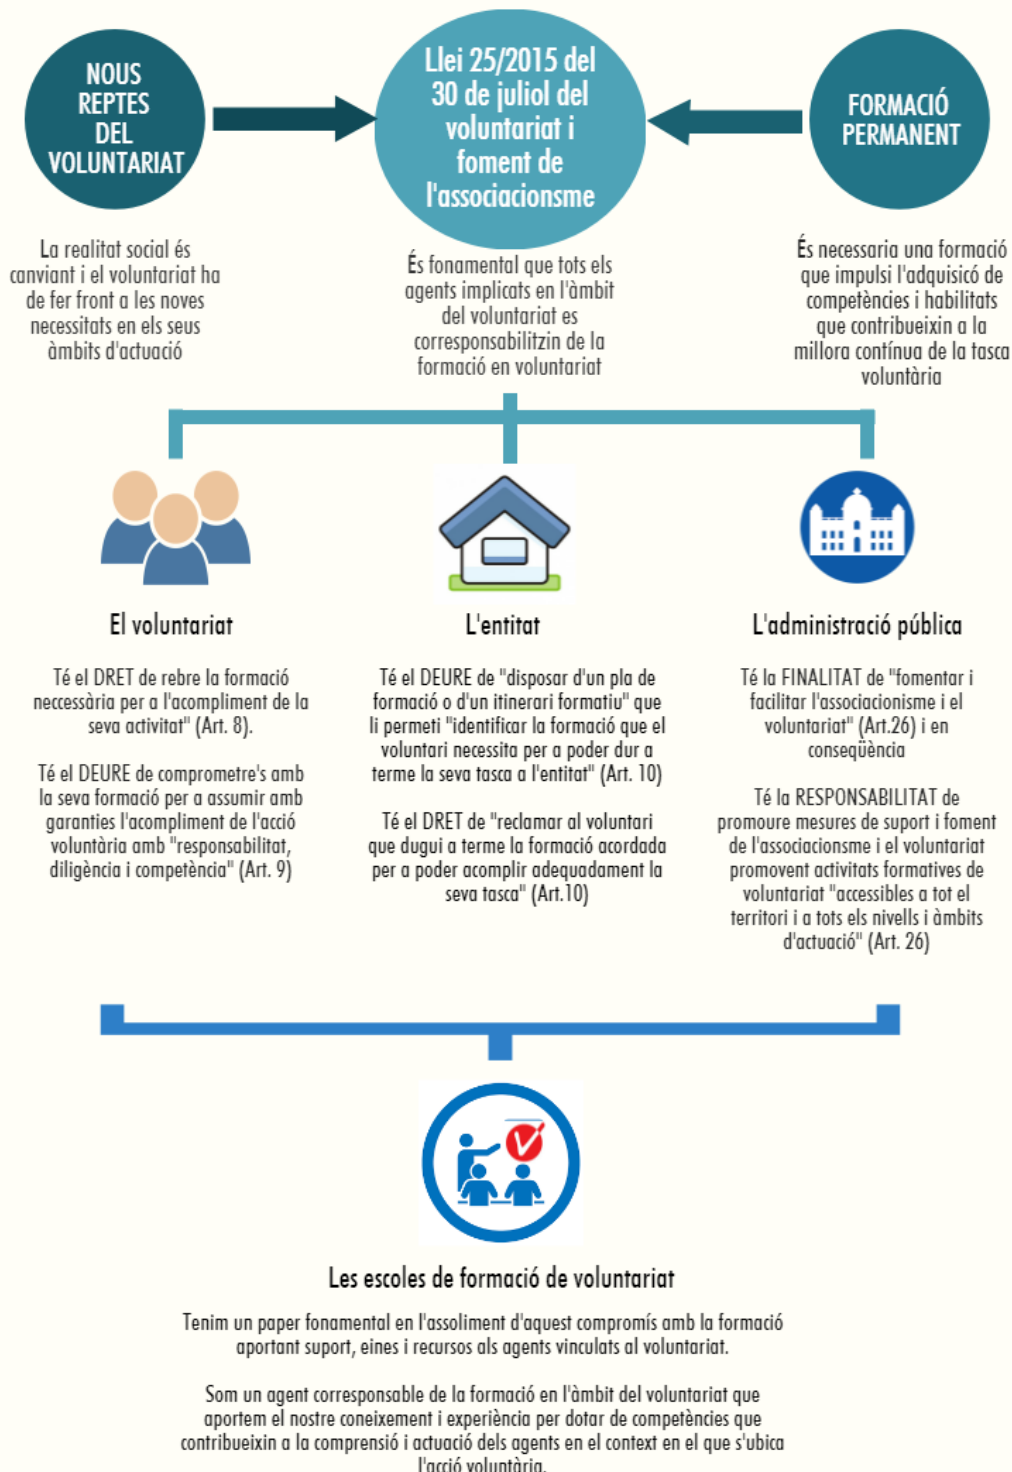 NOUS
REPTES
DEL
VOLUNTARIAT
Llei 25/2015 del
30 de juliol del
voluntariat i
foment de
l'associacionsme
FORMACIÓ
PERMANENT
La realitat social és
canviant i el voluntariat ha
de fer front a les noves
necessitats en els seus
àmbits d'actuació
És fonamental que tots els
agents implicats en l'àmbit
del voluntariat es
corresponsabilitzin de la
formació en voluntariat
És necessaria una formació
que impulsi l'adquisició de
competències i habilitats
que contribueixin a la
millora contínua de la tasca
voluntària
El voluntariat
Té el DRET de rebre la formació
neccessària per a l'acompliment de la
seva activitat" (Art. 8).
Té el DEURE de comprometre's amb
la seva formació per a assumir amb
garanties l'acompliment de l'acció
voluntària amb "responsabilitat,
diligència i competència" (Art. 9)
L'entitat
Té el DEURE de "disposar d'un pla de
formació o d'un itinerari formatiu" que
li permeti "identificar la formació que el
voluntari necessita per a poder dur a
terme la seva tasca a l'entitat" (Art. 10)
Té el DRET de "reclamar al voluntari
que dugui a terme la formació acordada
per a poder acomplir adequadament la
seva tasca" (Art.10)
L'administració pública
Té la FINALITAT de "fomentar i
facilitar l'associacionisme i el
voluntariat" (Art.26) i en
conseqüència
Té la RESPONSABILITAT de
promoure mesures de suport i foment
de l'associacionsme i el voluntariat
promovent activitats formatives de
voluntariat "accessibles a tot el
territori i a tots els nivells i àmbits
d'actuació" (Art. 26)
Les escoles de formació de voluntariat
Tenim un paper fonamental en l'assoliment d'aquest compromís amb la formació
aportant suport, eines i recursos als agents vinculats al voluntariat.
Som un agent corresponsable de la formació en l'àmbit del voluntariat que
aportem el nostre coneixement i experiència per dotar de competències que
contribueixin a la comprensió i actuació dels agents en el context en el que s'ubica
l'acció voluntària.